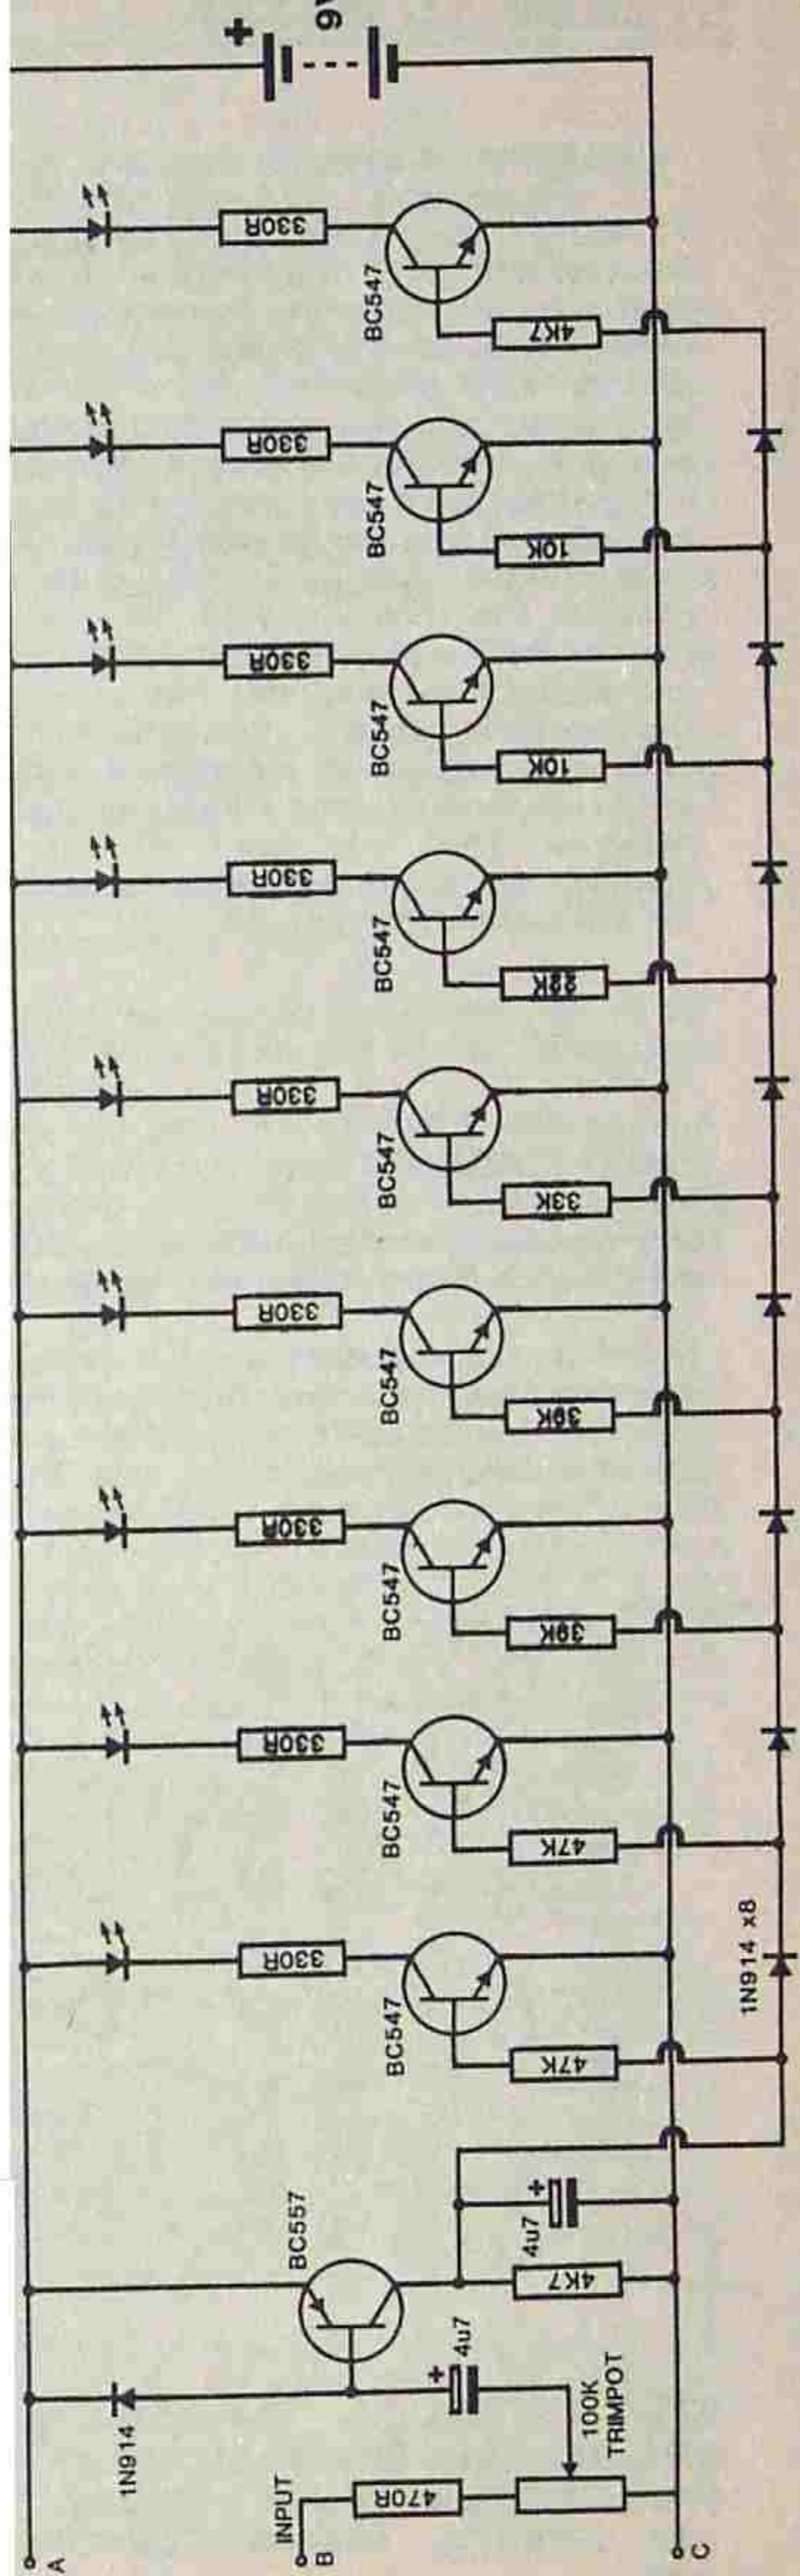 +
9V
330R
BC547
4K7
330R
BC547
10K
330R
BC547
10K
330R
BC547
22K
330R
BC547
33K
330R
BC547
39K
330R
BC547
39K
330R
BC547
47K
330R
BC547
47K
1N914 x8
BC557
+
4u7
4K7
+
4u7
1N914
100K
TRIMPOT
470R
INPUT
A
B
C